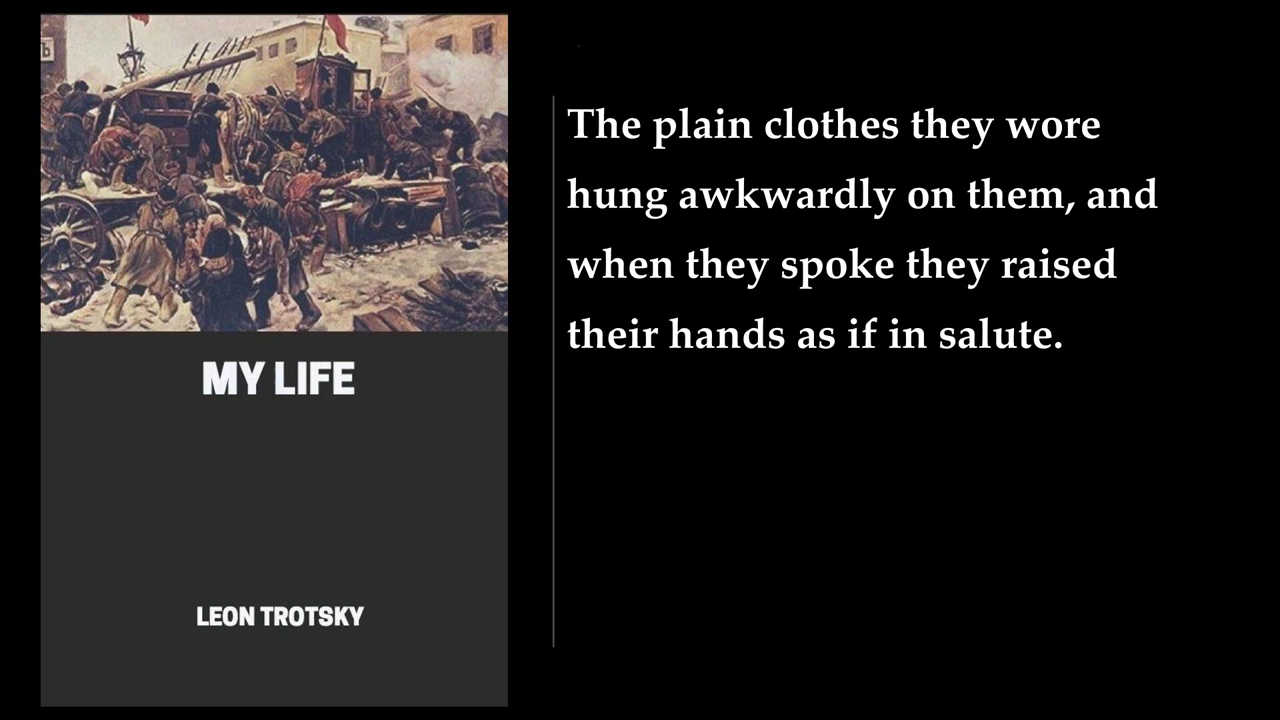 MY LIFE
LEON TROTSKY
The plain clothes they wore
hung awkwardly on them, and
when they spoke they raised
their hands as if in salute.